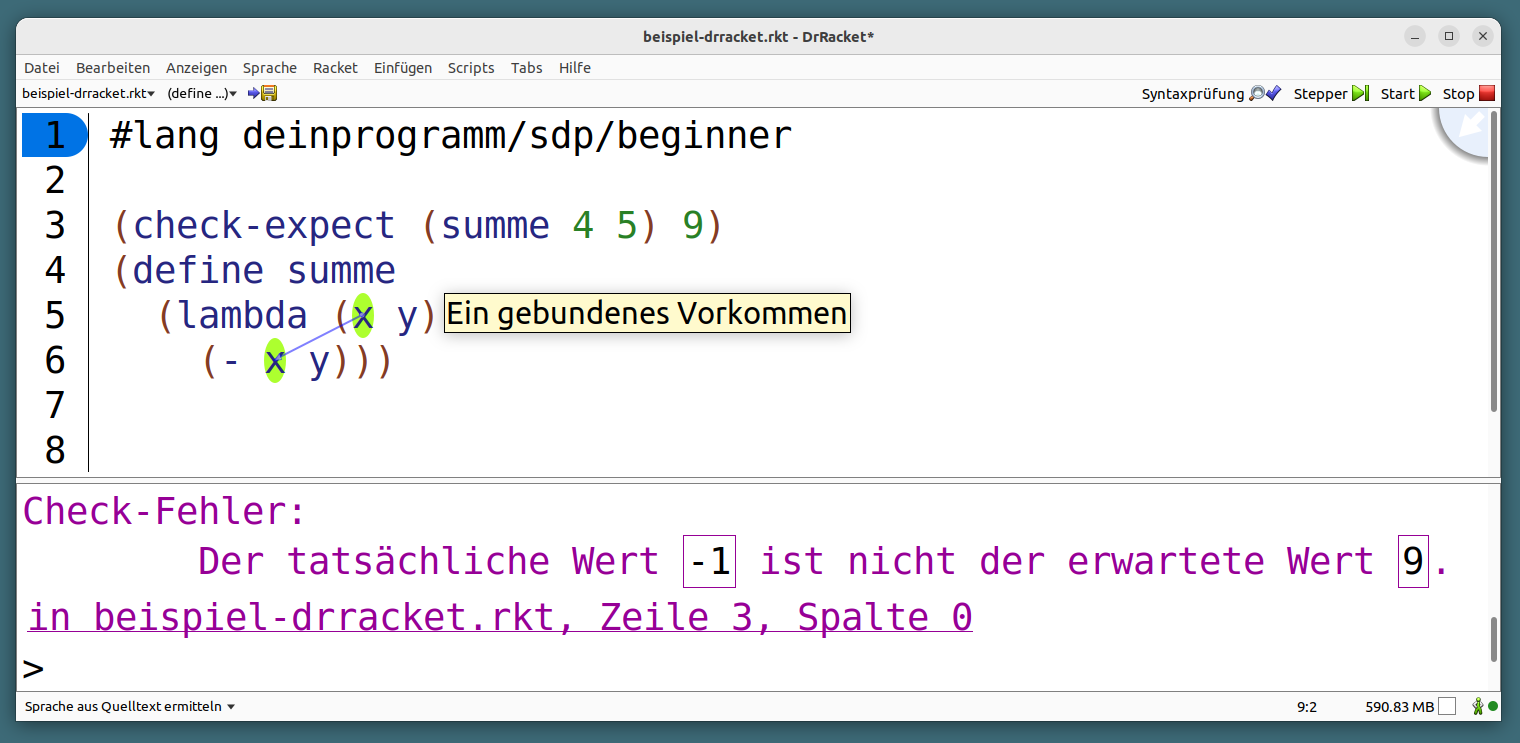 beispiel-drracket.rkt - DrRacket*
Datei Bearbeiten Anzeigen Sprache Racket Einfügen Scripts Tabs Hilfe
beispiel-drracket.rkt▾ (define ...)▾ Syntaxprüfung Stepper Start Stop
1 #lang deinprogramm/sdp/beginner
2
3 (check-expect (summe 4 5) 9)
4 (define summe
5 (lambda (x y) Ein gebundenes Vorkommen
6 (- x y)))
7
8
Check-Fehler:
Der tatsächliche Wert -1 ist nicht der erwartete Wert 9.
in beispiel-drracket.rkt, Zeile 3, Spalte 0
>
Sprache aus Quelltext ermitteln ▾ 9:2 590.83 MB